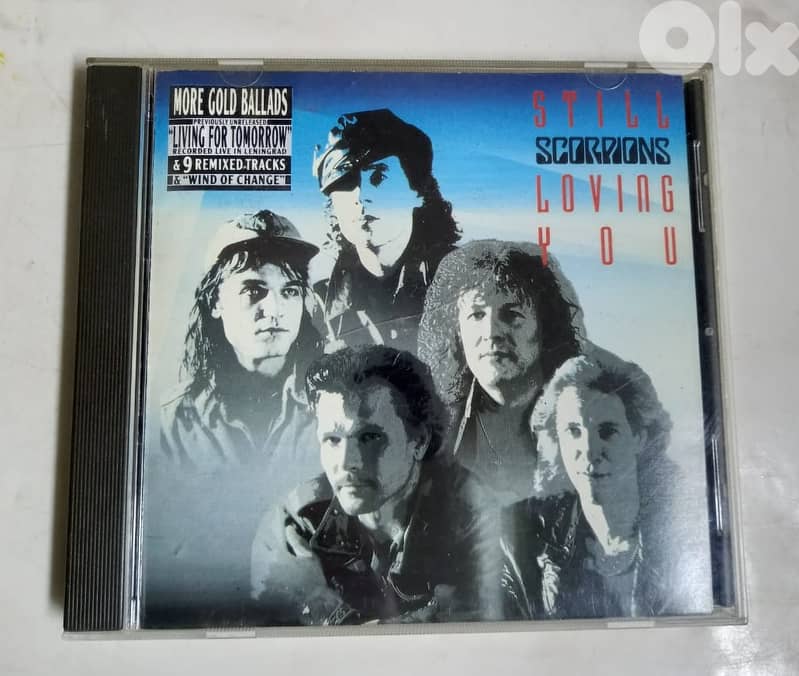 Olx
MORE GOLD BALLADS
PREVIOUSLY UNRELEASED
"LIVING FOR TOMORROW"
RECORDED LIVE IN LENINGRAD
& 9 REMIXED-TRACKS
& "WIND OF CHANGE"
STILL
SCORPIONS
LOVING
YOU